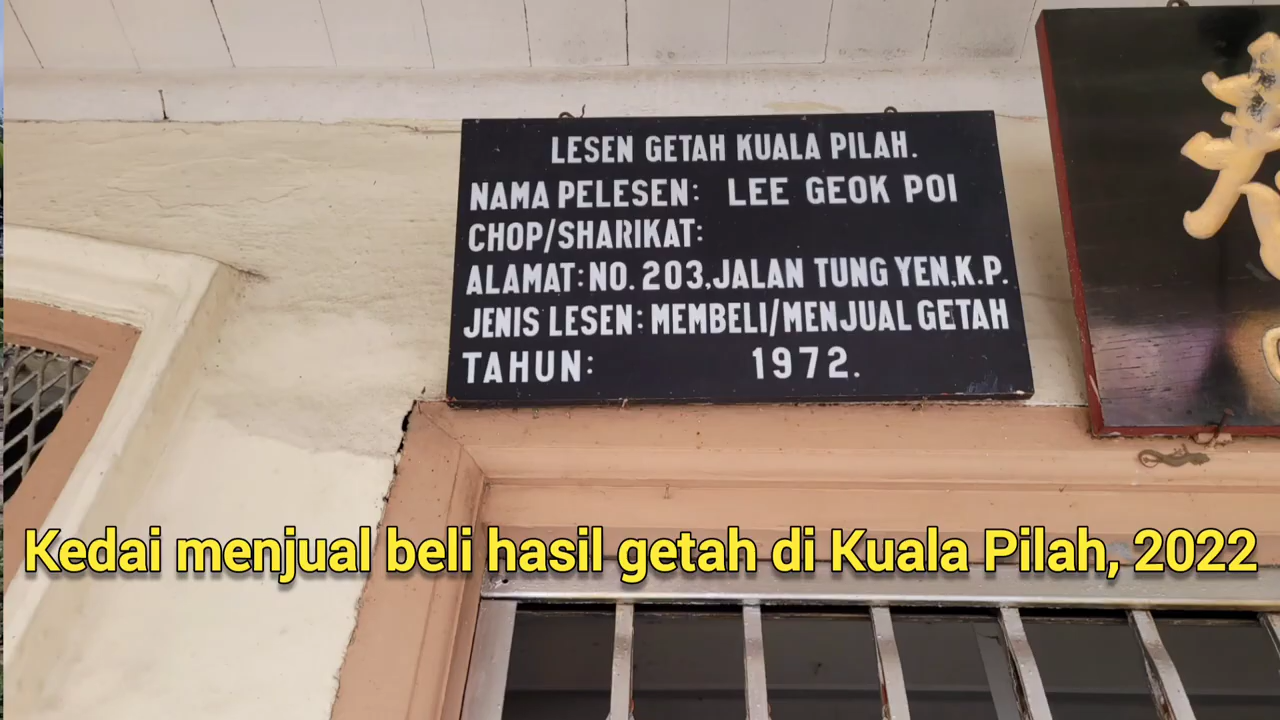 LESEN GETAH KUALA PILAH.
NAMA PELESEN: LEE GEOK POI
CHOP/SHARIKAT:
ALAMAT: NO. 203, JALAN TUNG YEN, K.P.
JENIS LESEN: MEMBELI/MENJUAL GETAH
TAHUN: 1972.
Kedai menjual beli hasil getah di Kuala Pilah, 2022